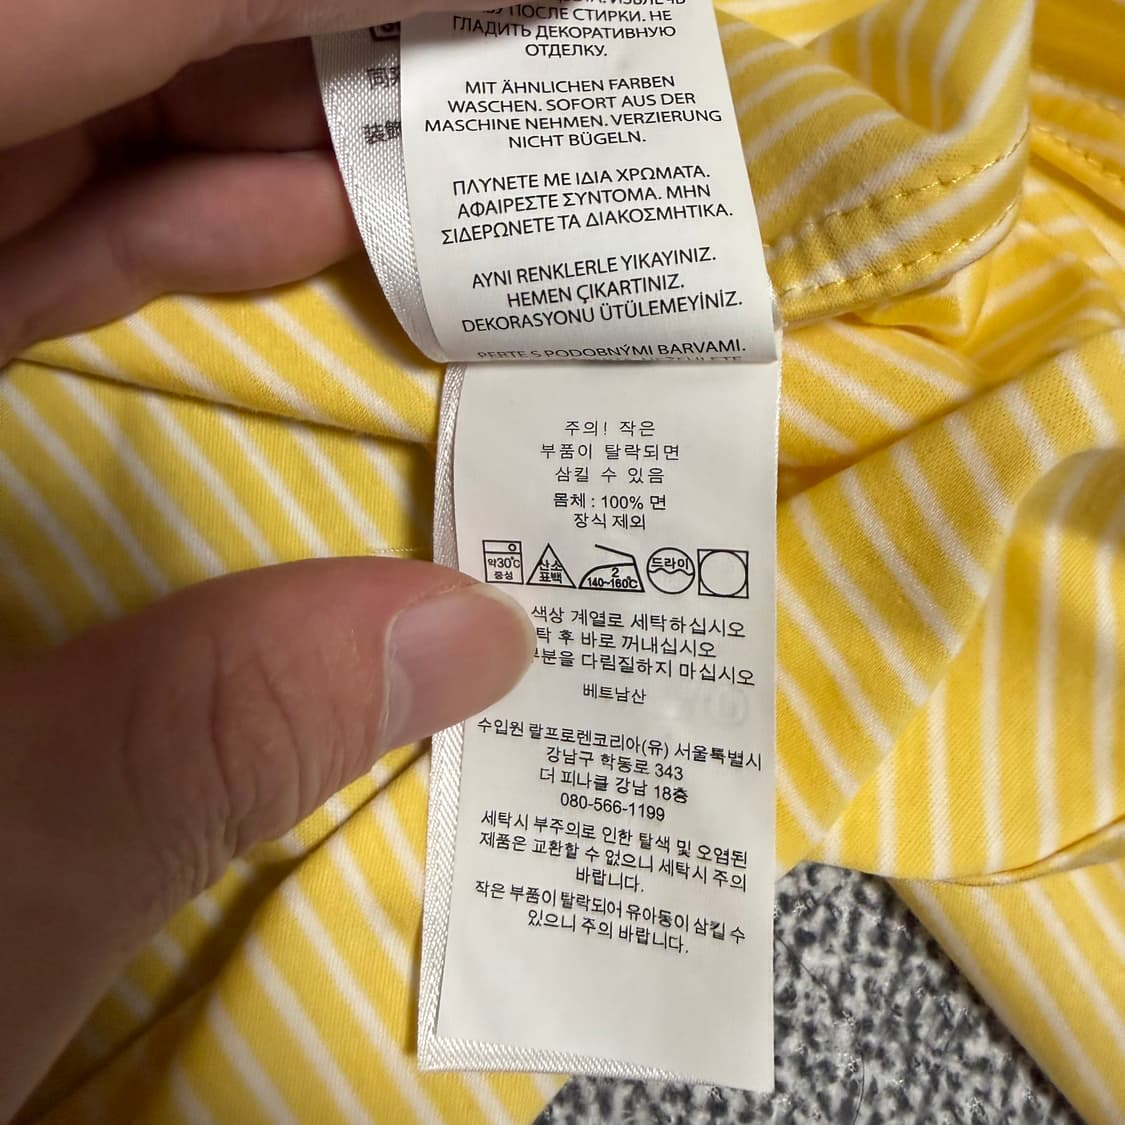 ПОСЛЕ СТИРКИ. НЕ
ГЛАДИТЬ ДЕКОРАТИВНУЮ
ОТДЕЛКУ.
MIT ÄHNLICHEN FARBEN
WASCHEN. SOFORT AUS DER
MASCHINE NEHMEN. VERZIERUNG
NICHT BÜGELN.
ΠΛΥΝΕΤΕ ΜΕ ΙΔΙΑ ΧΡΩΜΑΤΑ.
ΑΦΑΙΡΕΣΤΕ ΣΥΝΤΟΜΑ. ΜΗΝ
ΣΙΔΕΡΩΝΕΤΕ ΤΑ ΔΙΑΚΟΣΜΗΤΙΚΑ.
AYNI RENKLERLE YIKAYINIZ.
HEMEN ÇIKARTINIZ.
DEKORASYONU ÜTÜLEMEYİNİZ.
PERTE S PODOBNÝMI BARVAMI.
주의! 작은
부품이 탈락되면
삼킬 수 있음
몸체 : 100% 면
장식 제외
약30°C
중성
산소
표백
2
140~160°C
드라이
색상 계열로 세탁하십시오
탁 후 바로 꺼내십시오
부분을 다림질하지 마십시오
베트남산
수입원 랄프로렌코리아(유) 서울특별시
강남구 학동로 343
더 피나클 강남 18층
080-566-1199
세탁시 부주의로 인한 탈색 및 오염된
제품은 교환할 수 없으니 세탁시 주의
바랍니다.
작은 부품이 탈락되어 유아동이 삼킬 수
있으니 주의 바랍니다.